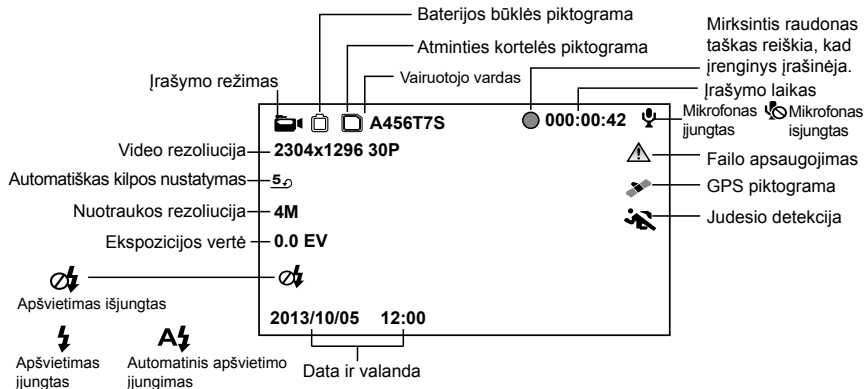 Baterijos būklės piktograma
Atminties kortelės piktograma
Vairuotojo vardas
Mirksintis raudonas
taškas reiškia, kad
įrenginys įrašinėja.
Įrašymo laikas
Įrašymo režimas
A456T7S
000:00:42
Mikrofonas
įjungtas
Mikrofonas
isjungtas
Video rezoliucija
2304x1296 30P
Failo apsaugojimas
Automatiškas kilpos nustatymas
5
GPS piktograma
Nuotraukos rezoliucija
4M
Judesio detekcija
Ekspozicijos vertė
0.0 EV
Apšvietimas išjungtas
2013/10/05 12:00
A
Apšvietimas
įjungtas
Automatinis apšvietimo
įjungimas
Data ir valanda